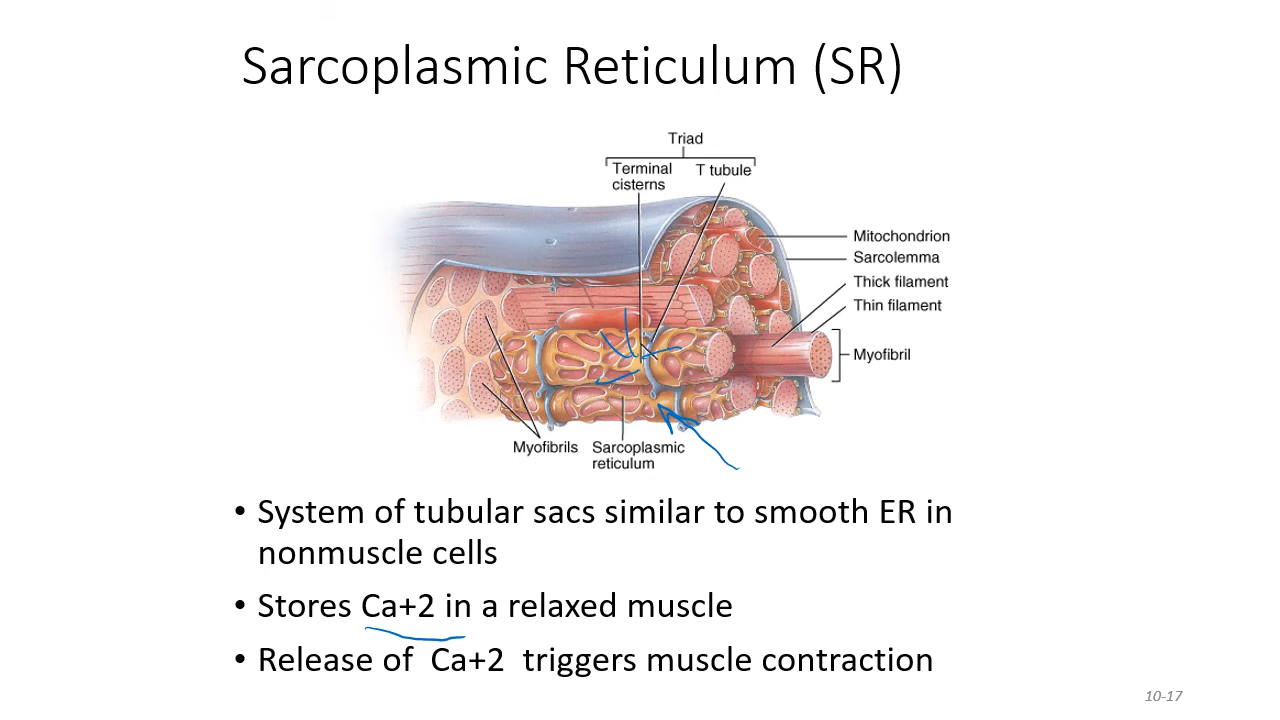 Sarcoplasmic Reticulum (SR)
Triad
Terminal cisterns
T tubule
Mitochondrion
Sarcolemma
Thick filament
Thin filament
Myofibril
Myofibrils
Sarcoplasmic reticulum
• System of tubular sacs similar to smooth ER in
nonmuscle cells
• Stores Ca+2 in a relaxed muscle
• Release of  Ca+2  triggers muscle contraction
10-17